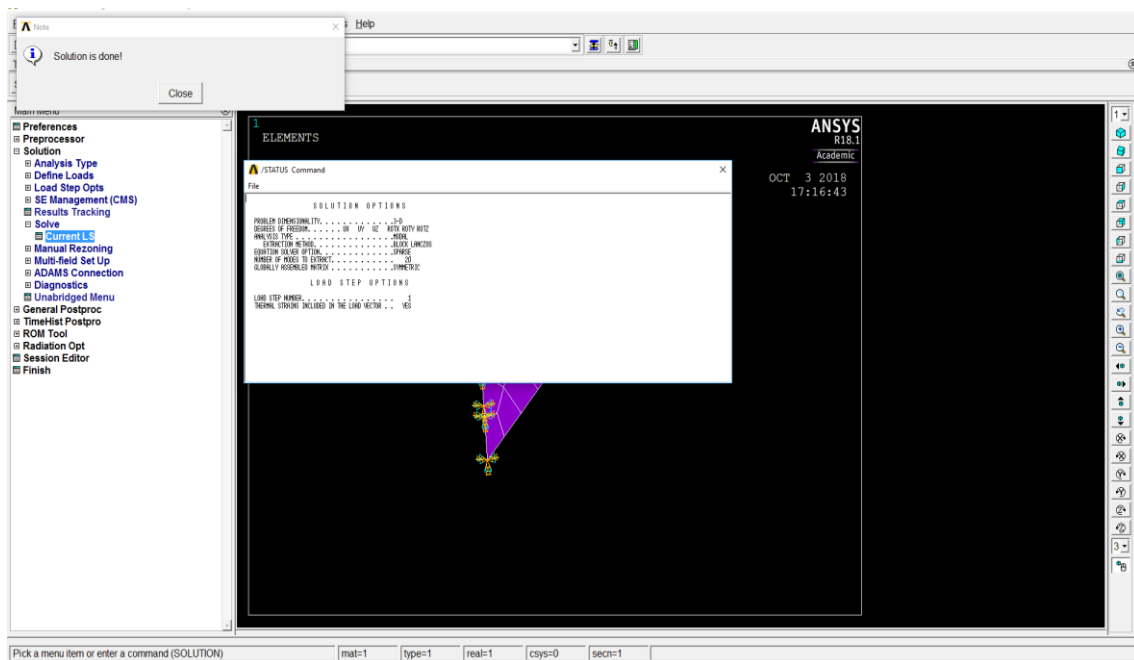 Note
Help
Solution is done!
Close
Main Menu
Preferences
Preprocessor
Solution
Analysis Type
Define Loads
Load Step Opts
SE Management (CMS)
Results Tracking
Solve
Current LS
Manual Rezoning
Multi-field Set Up
ADAMS Connection
Diagnostics
Unabridged Menu
General Postproc
TimeHist Postpro
ROM Tool
Radiation Opt
Session Editor
Finish
1
ELEMENTS
ANSYS
R18.1
Academic
OCT 3 2018
17:16:43
/STATUS Command
File
SOLUTION OPTIONS
PROBLEM DIMENSIONALITY. . . . . . . . . . . . .3-D
DEGREES OF FREEDOM. . . . . . UX UY UZ ROTX ROTY ROTZ
ANALYSIS TYPE . . . . . . . . . . . . . . . . .MODAL
EXTRACTION METHOD. . . . . . . . . . . . . .BLOCK LANCZOS
EQUATION SOLVER OPTION. . . . . . . . . . . . .SPARSE
NUMBER OF MODES TO EXTRACT. . . . . . . . . . . 20
GLOBALLY ASSEMBLED MATRIX . . . . . . . . . . .SYMMETRIC
LOAD STEP OPTIONS
LOAD STEP NUMBER. . . . . . . . . . . . . . . . 1
THERMAL STRAINS INCLUDED IN THE LOAD VECTOR . . YES
1
3
Pick a menu item or enter a command (SOLUTION)
mat=1
type=1
real=1
csys=0
secn=1